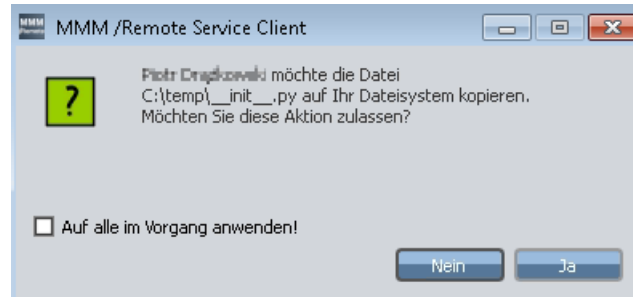 MMM /Remote Service Client
möchte die Datei
C:\temp\__init__.py auf Ihr Dateisystem kopieren.
Möchten Sie diese Aktion zulassen?
Auf alle im Vorgang anwenden!
Nein Ja